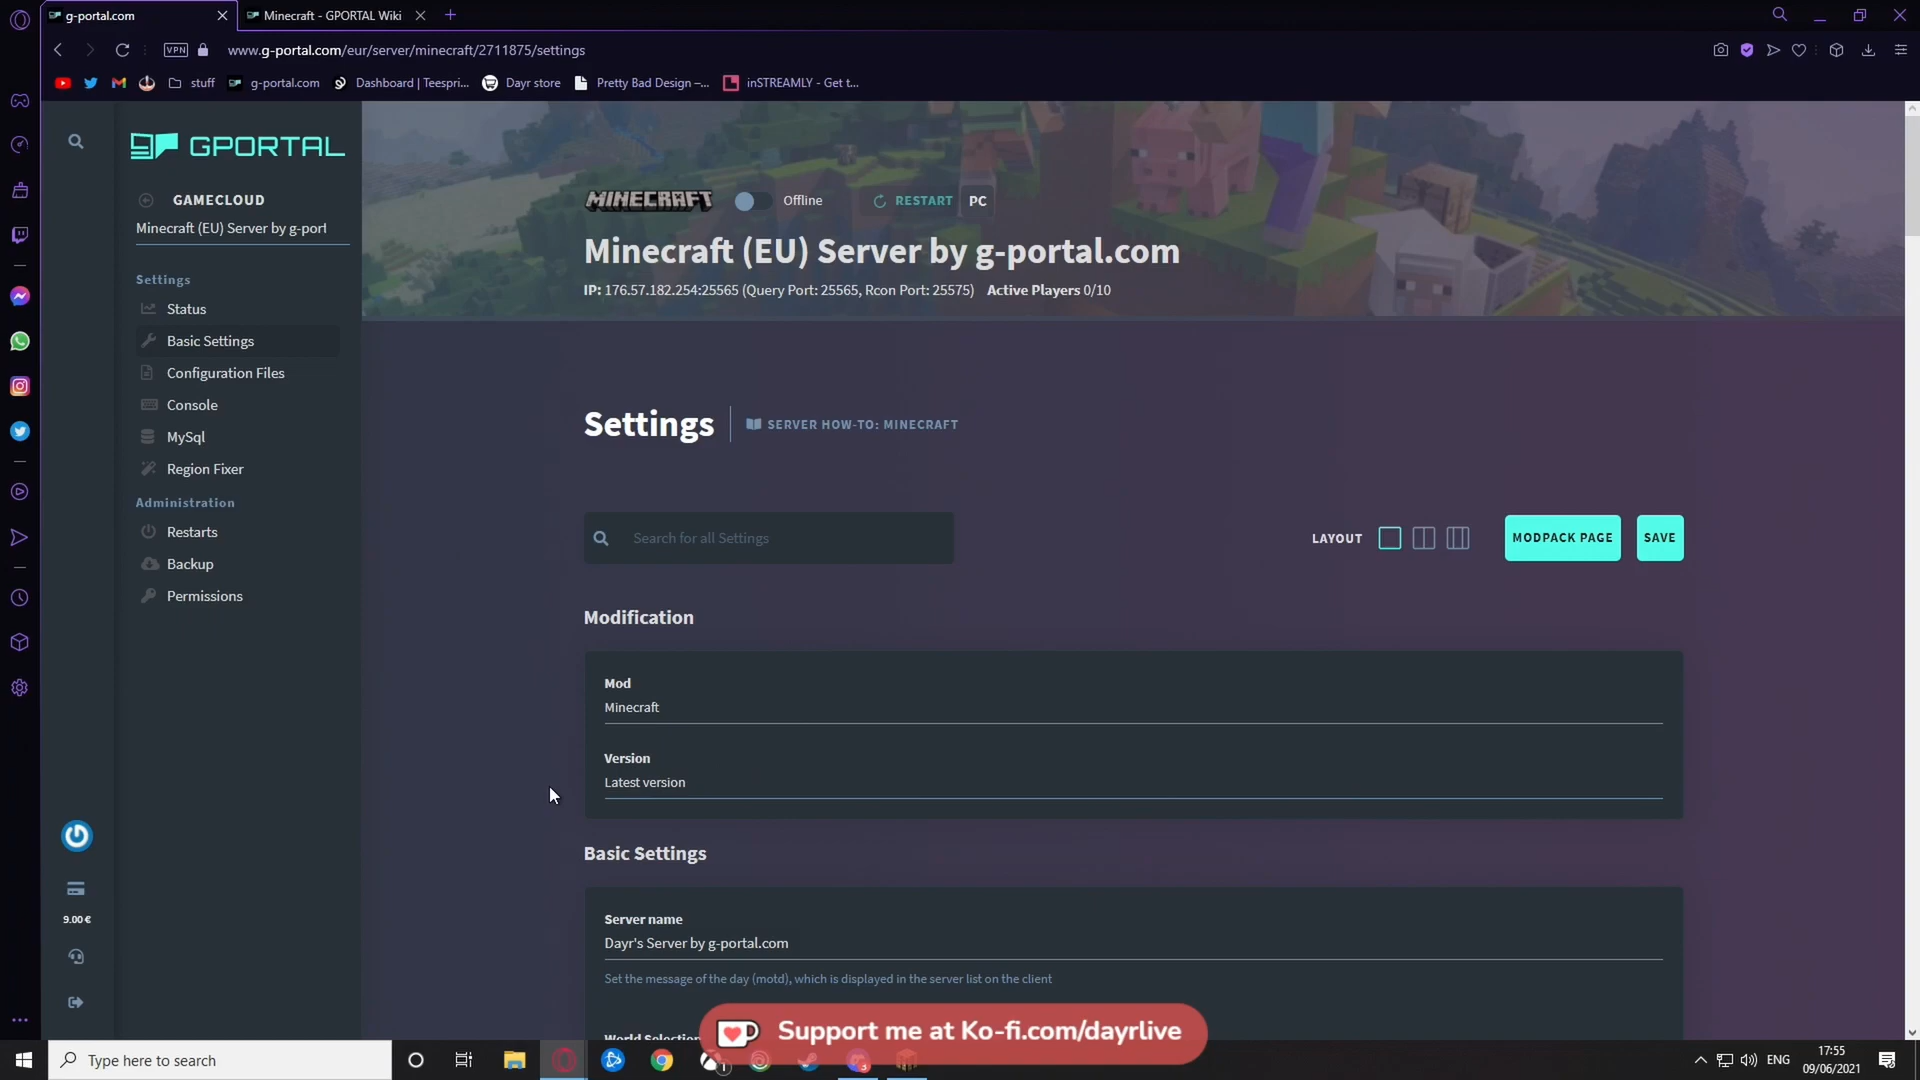 g-portal.com
Minecraft - GPORTAL Wiki
VPN
www.g-portal.com/eur/server/minecraft/2711875/settings
stuff
g-portal.com
Dashboard | Teespri...
Dayr store
Pretty Bad Design –...
inSTREAMLY - Get t...
GPORTAL
GAMECLOUD
Minecraft (EU) Server by g-port
Settings
Status
Basic Settings
Configuration Files
Console
MySql
Region Fixer
Administration
Restarts
Backup
Permissions
9.00 €
MINECRAFT
Offline
RESTART
PC
Minecraft (EU) Server by g-portal.com
IP: 176.57.182.254:25565 (Query Port: 25565, Rcon Port: 25575) Active Players 0/10
Settings
SERVER HOW-TO: MINECRAFT
Search for all Settings
LAYOUT
MODPACK PAGE
SAVE
Modification
Mod
Minecraft
Version
Latest version
Basic Settings
Server name
Dayr's Server by g-portal.com
Set the message of the day (motd), which is displayed in the server list on the client
World Selection
Support me at Ko-fi.com/dayrlive
Type here to search
1
3
ENG
17:55
09/06/2021